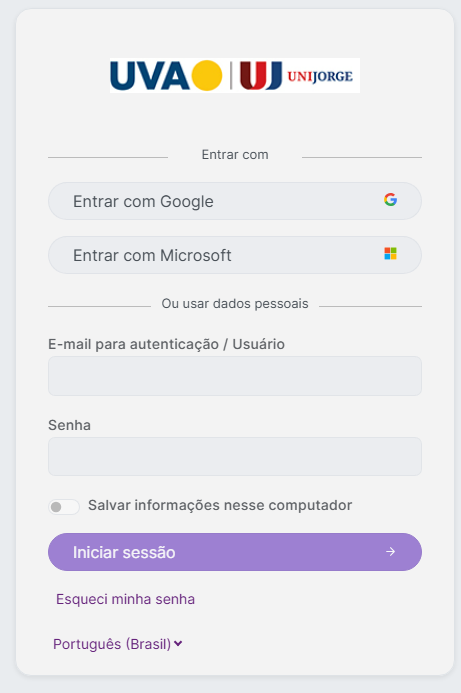 UVA UJ UNIJORGE
Entrar com
Entrar com Google
Entrar com Microsoft
Ou usar dados pessoais
E-mail para autenticação / Usuário
Senha
Salvar informações nesse computador
Iniciar sessão
Esqueci minha senha
Português (Brasil)